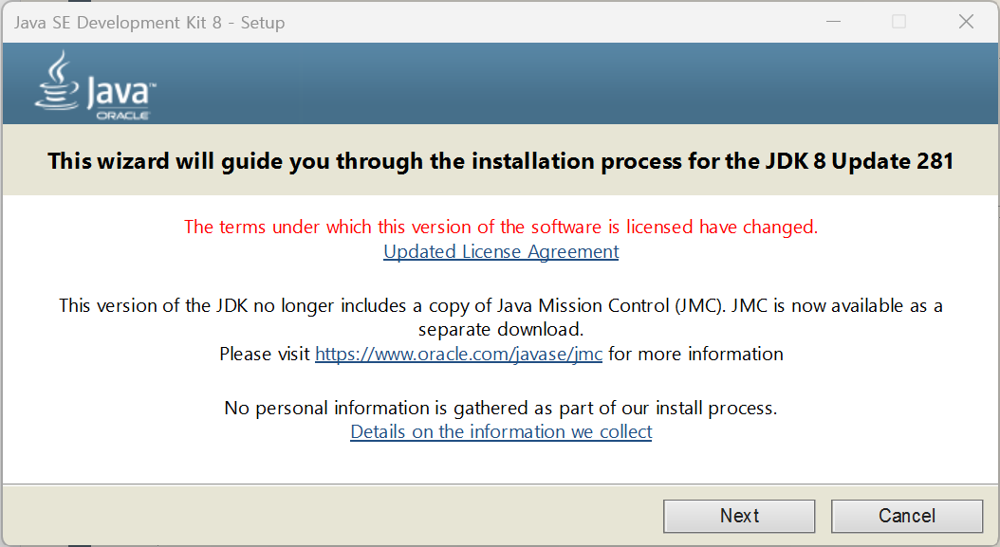 Java SE Development Kit 8 - Setup
Java™
ORACLE
This wizard will guide you through the installation process for the JDK 8 Update 281
The terms under which this version of the software is licensed have changed.
Updated License Agreement
This version of the JDK no longer includes a copy of Java Mission Control (JMC). JMC is now available as a
separate download.
Please visit https://www.oracle.com/javase/jmc for more information
No personal information is gathered as part of our install process.
Details on the information we collect
Next Cancel